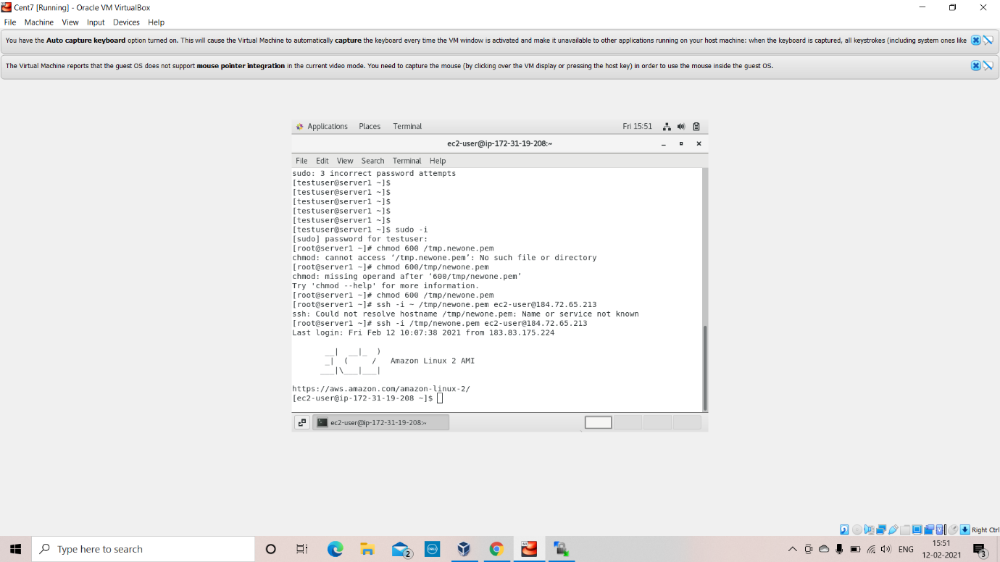 Cent7 [Running] - Oracle VM VirtualBox
File Machine View Input Devices Help
You have the Auto capture keyboard option turned on. This will cause the Virtual Machine to automatically capture the keyboard every time the VM window is activated and make it unavailable to other applications running on your host machine: when the keyboard is captured, all keystrokes (including system ones like
The Virtual Machine reports that the guest OS does not support mouse pointer integration in the current video mode. You need to capture the mouse (by clicking over the VM display or pressing the host key) in order to use the mouse inside the guest OS.
Applications Places Terminal Fri 15:51
ec2-user@ip-172-31-19-208:~
File Edit View Search Terminal Help
sudo: 3 incorrect password attempts
[testuser@server1 ~]$
[testuser@server1 ~]$
[testuser@server1 ~]$
[testuser@server1 ~]$
[testuser@server1 ~]$
[testuser@server1 ~]$ sudo -i
[sudo] password for testuser:
[root@server1 ~]# chmod 600 /tmp.newone.pem
chmod: cannot access ‘/tmp.newone.pem’: No such file or directory
[root@server1 ~]# chmod 600/tmp/newone.pem
chmod: missing operand after ‘600/tmp/newone.pem’
Try 'chmod --help' for more information.
[root@server1 ~]# chmod 600 /tmp/newone.pem
[root@server1 ~]# ssh -i ~ /tmp/newone.pem ec2-user@184.72.65.213
ssh: Could not resolve hostname /tmp/newone.pem: Name or service not known
[root@server1 ~]# ssh -i /tmp/newone.pem ec2-user@184.72.65.213
Last login: Fri Feb 12 10:07:38 2021 from 183.83.175.224
__| __|_ )
_| ( / Amazon Linux 2 AMI
___|\___|___|
https://aws.amazon.com/amazon-linux-2/
[ec2-user@ip-172-31-19-208 ~]$
ec2-user@ip-172-31-19-208:~
Right Ctrl
Type here to search
2
DELL
64
ENG
15:51
12-02-2021
3